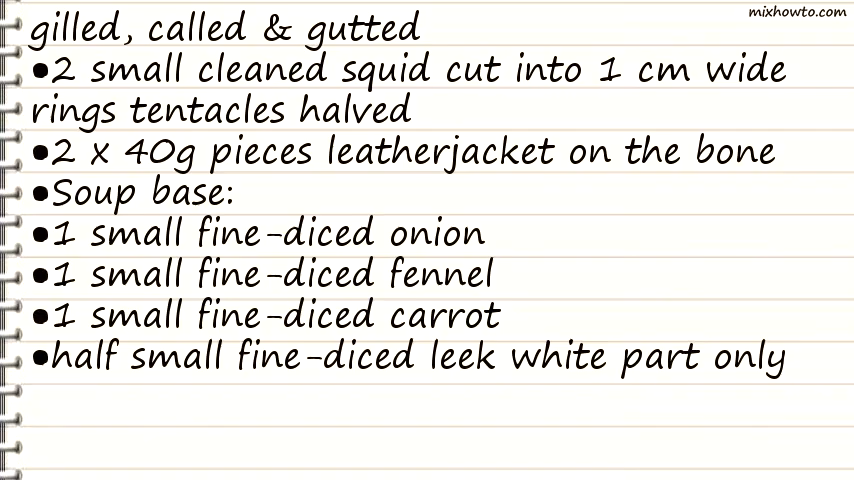 mixhowto.com
gilled, called & gutted
●2 small cleaned squid cut into 1 cm wide
rings tentacles halved
●2 x 40g pieces leatherjacket on the bone
●Soup base:
●1 small fine-diced onion
●1 small fine-diced fennel
●1 small fine-diced carrot
●half small fine-diced leek white part only